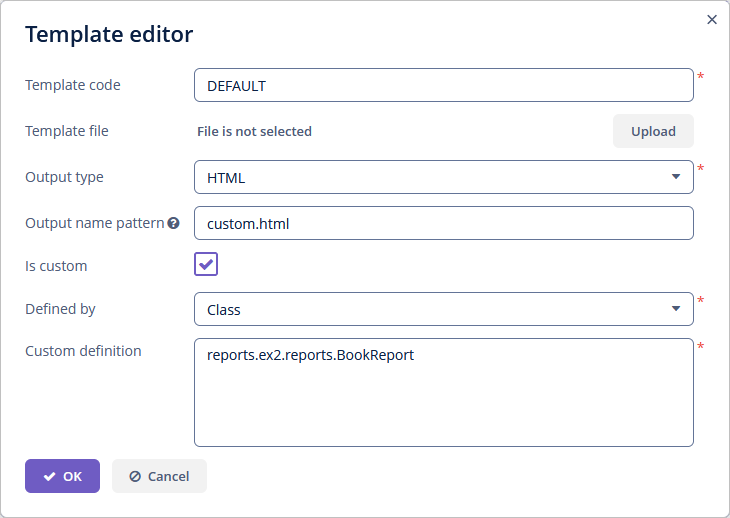 Template editor
Template code * DEFAULT
Template file File is not selected Upload
Output type HTML *
Output name pattern ? custom.html
Is custom
Defined by Class *
Custom definition reports.ex2.reports.BookReport *
OK Cancel